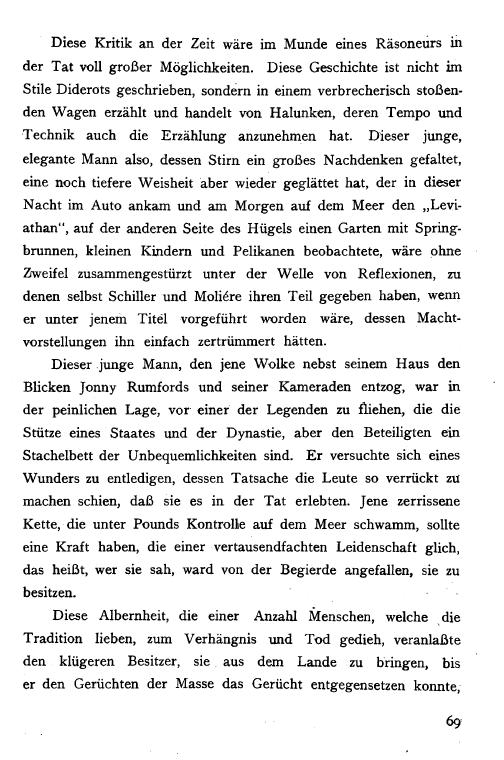 Diese Kritik an der Zeit wäre im Munde eines Räsoneurs in
der Tat voll großer Möglichkeiten. Diese Geschichte ist nicht im
Stile Diderots geschrieben, sondern in einem verbrecherisch stoßen-
den Wagen erzählt und handelt von Halunken, deren Tempo und
Technik auch die Erzählung anzunehmen hat. Dieser junge,
elegante Mann also, dessen Stirn ein großes Nachdenken gefaltet,
eine noch tiefere Weisheit aber wieder geglättet hat, der in dieser
Nacht im Auto ankam und am Morgen auf dem Meer den „Levi-
athan“, auf der anderen Seite des Hügels einen Garten mit Spring-
brunnen, kleinen Kindern und Pelikanen beobachtete, wäre ohne
Zweifel zusammengestürzt unter der Welle von Reflexionen, zu
denen selbst Schiller und Moliére ihren Teil gegeben haben, wenn
er unter jenem Titel vorgeführt worden wäre, dessen Macht-
vorstellungen ihn einfach zertrümmert hätten.
Dieser junge Mann, den jene Wolke nebst seinem Haus den
Blicken Jonny Rumfords und seiner Kameraden entzog, war in
der peinlichen Lage, vor einer der Legenden zu fliehen, die die
Stütze eines Staates und der Dynastie, aber den Beteiligten ein
Stachelbett der Unbequemlichkeiten sind. Er versuchte sich eines
Wunders zu entledigen, dessen Tatsache die Leute so verrückt zu
machen schien, daß sie es in der Tat erlebten. Jene zerrissene
Kette, die unter Pounds Kontrolle auf dem Meer schwamm, sollte
eine Kraft haben, die einer vertausendfachten Leidenschaft glich,
das heißt, wer sie sah, ward von der Begierde angefallen, sie zu
besitzen.
Diese Albernheit, die einer Anzahl Menschen, welche die
Tradition lieben, zum Verhängnis und Tod gedieh, veranlaßte
den klügeren Besitzer, sie aus dem Lande zu bringen, bis
er den Gerüchten der Masse das Gerücht entgegensetzen konnte,
69